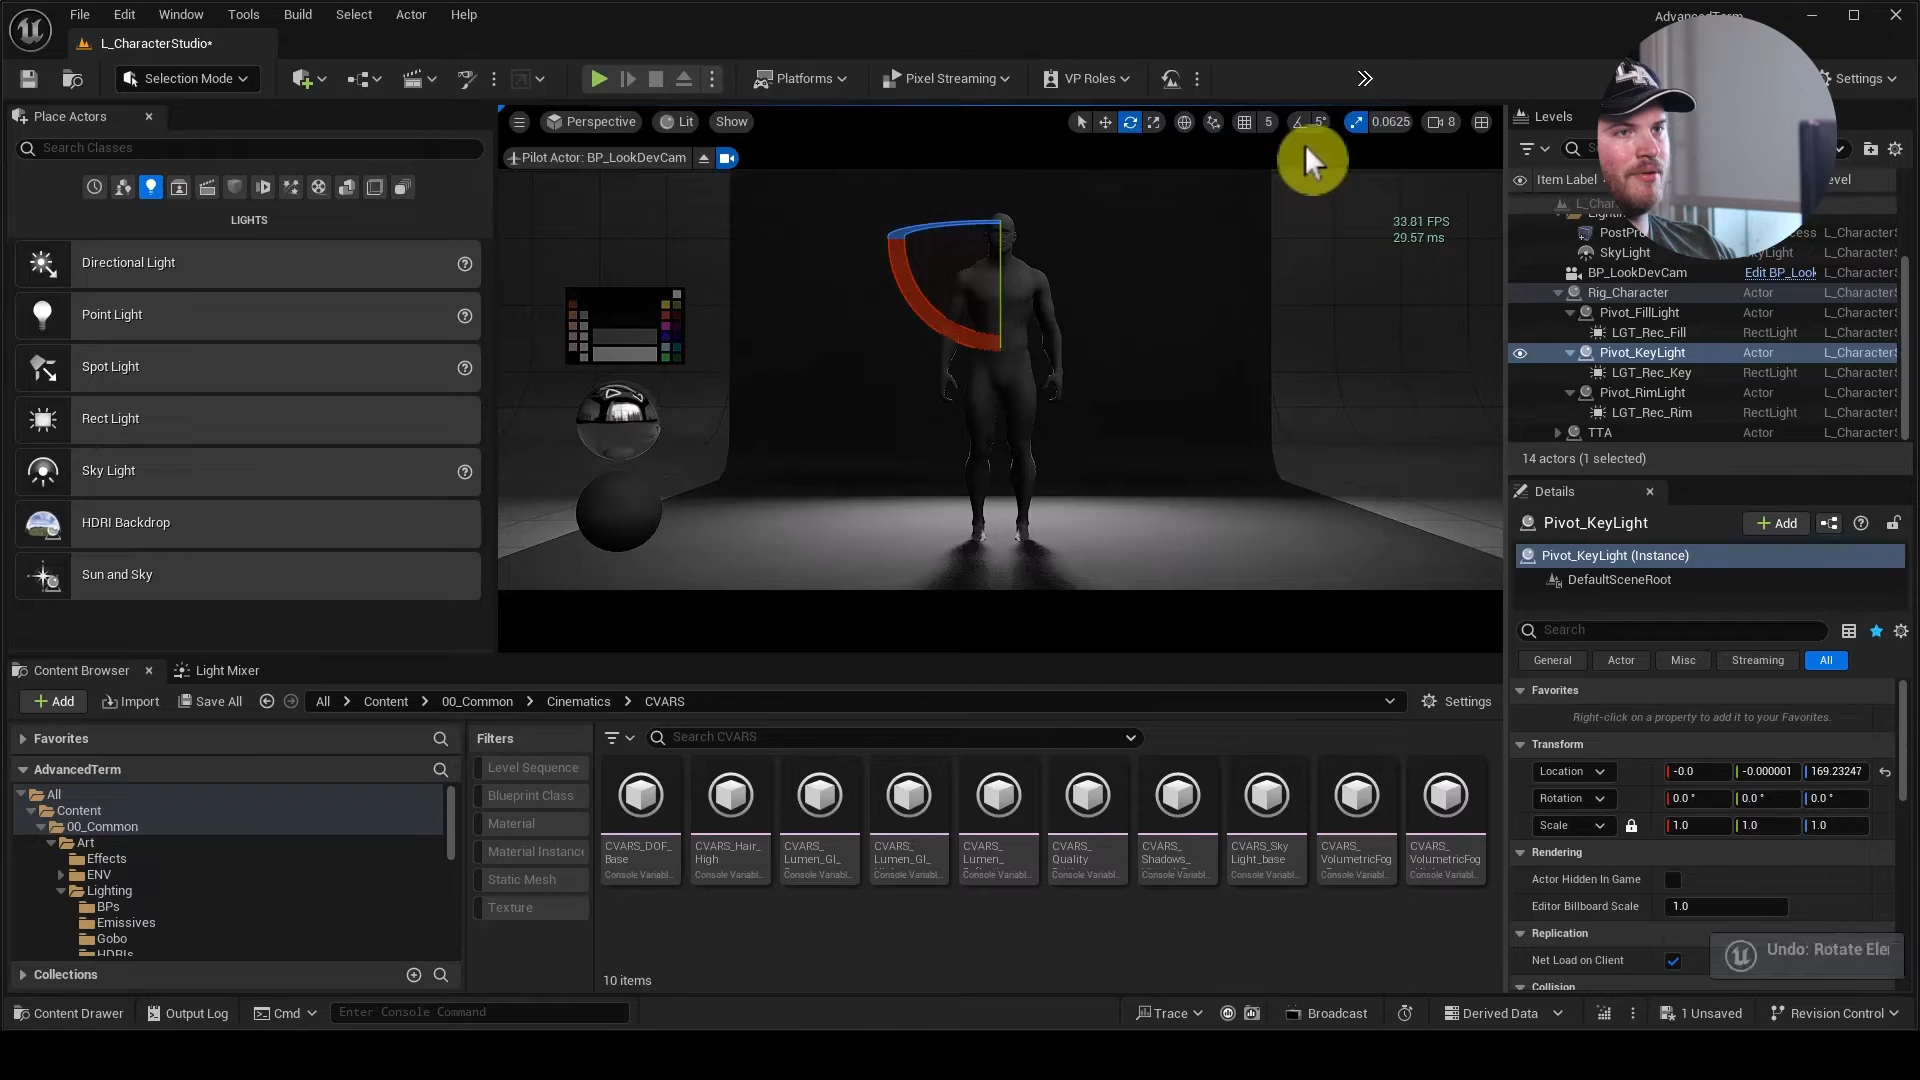 File Edit Window Tools Build Select Actor Help
L_CharacterStudio*
Selection Mode
Platforms
Pixel Streaming
VP Roles
Settings
Place Actors
Search Classes
LIGHTS
Directional Light
Point Light
Spot Light
Rect Light
Sky Light
HDRI Backdrop
Sun and Sky
Perspective Lit Show
5 5° 0.0625 8
Pilot Actor: BP_LookDevCam
33.81 FPS
29.57 ms
Levels
Item Label
SkyLight
BP_LookDevCam Edit BP_Look
Rig_Character Actor L_Character
Pivot_FillLight Actor L_Character
LGT_Rec_Fill RectLight L_Character
Pivot_KeyLight Actor L_Character
LGT_Rec_Key RectLight L_Character
Pivot_RimLight Actor L_Character
LGT_Rec_Rim RectLight L_Character
TTA Actor L_Character
14 actors (1 selected)
Details
Pivot_KeyLight
Add
Pivot_KeyLight (Instance)
DefaultSceneRoot
Search
General Actor Misc Streaming All
Favorites
Right-click on a property to add it to your Favorites.
Transform
Location -0.0 -0.000001 169.23247
Rotation 0.0 ° 0.0 ° 0.0 °
Scale 1.0 1.0 1.0
Rendering
Actor Hidden In Game
Editor Billboard Scale 1.0
Replication
Net Load on Client
Collision
Undo: Rotate Ele
Content Browser
Light Mixer
Add Import Save All
All > Content > 00_Common > Cinematics > CVARS
Settings
Favorites
AdvancedTerm
All
Content
00_Common
Art
Effects
ENV
Lighting
BPs
Emissives
Gobo
HDRIs
Collections
Filters
Level Sequence
Blueprint Class
Material
Material Instance
Static Mesh
Texture
Search CVARS
CVARS_DOF_
Base
Console Variabl..
CVARS_Hair_
High
Console Variabl..
CVARS_
Lumen_GI_
Console Variabl..
CVARS_
Lumen_GI_
Console Variabl..
CVARS_
Lumen_
Console Variabl..
CVARS_
Quality
Console Variabl..
CVARS_
Shadows_
Console Variabl..
CVARS_Sky
Light_base
Console Variabl..
CVARS_
VolumetricFog
Console Variabl..
CVARS_
VolumetricFog
Console Variabl..
10 items
Content Drawer
Output Log
Cmd
Enter Console Command
Trace
Broadcast
Derived Data
1 Unsaved
Revision Control